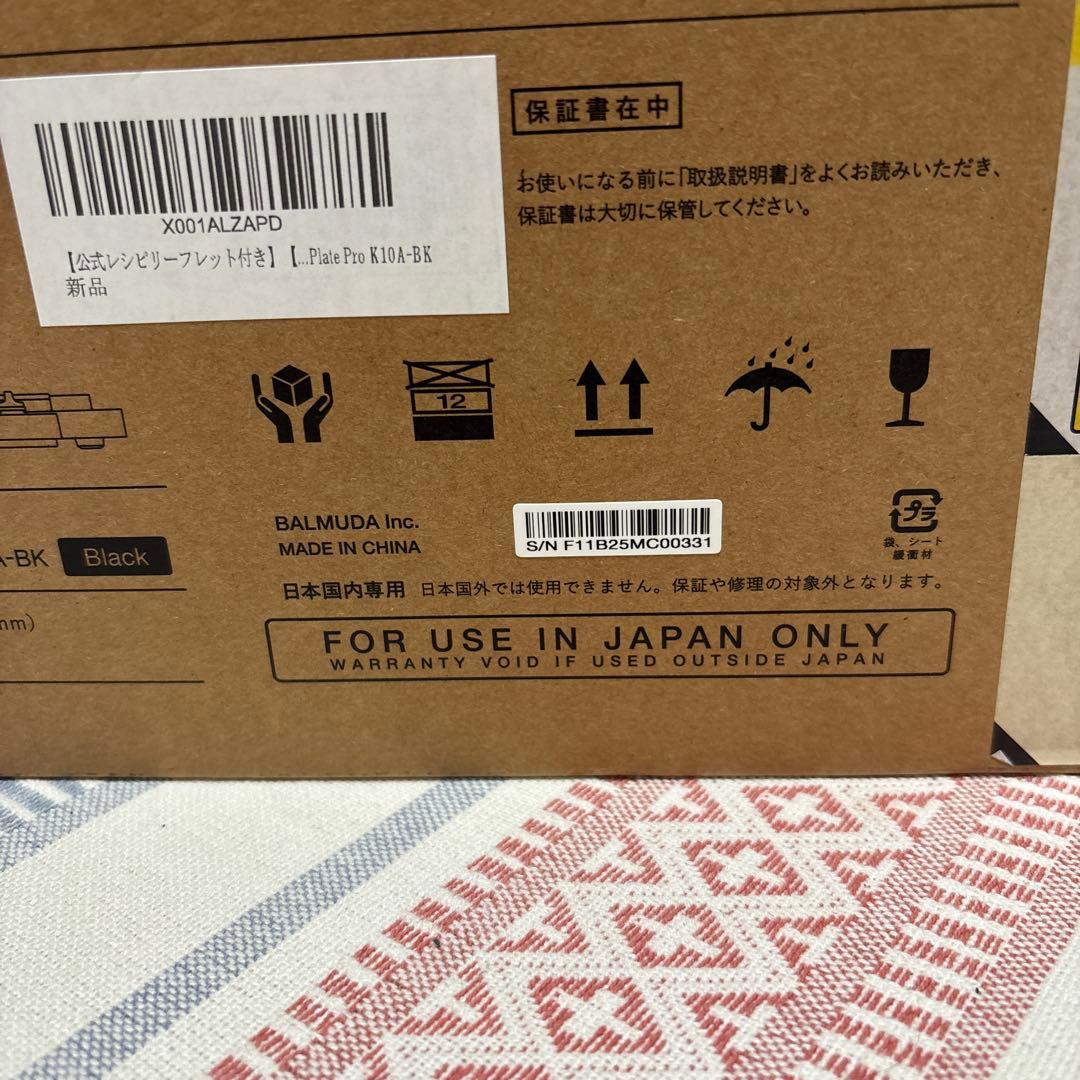 X001ALZAPD
【公式レシピリーフレット付き】【...Plate Pro K10A-BK
新品
保証書在中
お使いになる前に「取扱説明書」をよくお読みいただき、
保証書は大切に保管してください。
12
BALMUDA Inc.
MADE IN CHINA
S/N F11B25MC00331
プラ
袋、シート
緩衝材
A-BK Black
日本国内専用 日本国外では使用できません。保証や修理の対象外となります。
mm)
FOR USE IN JAPAN ONLY
WARRANTY VOID IF USED OUTSIDE JAPAN